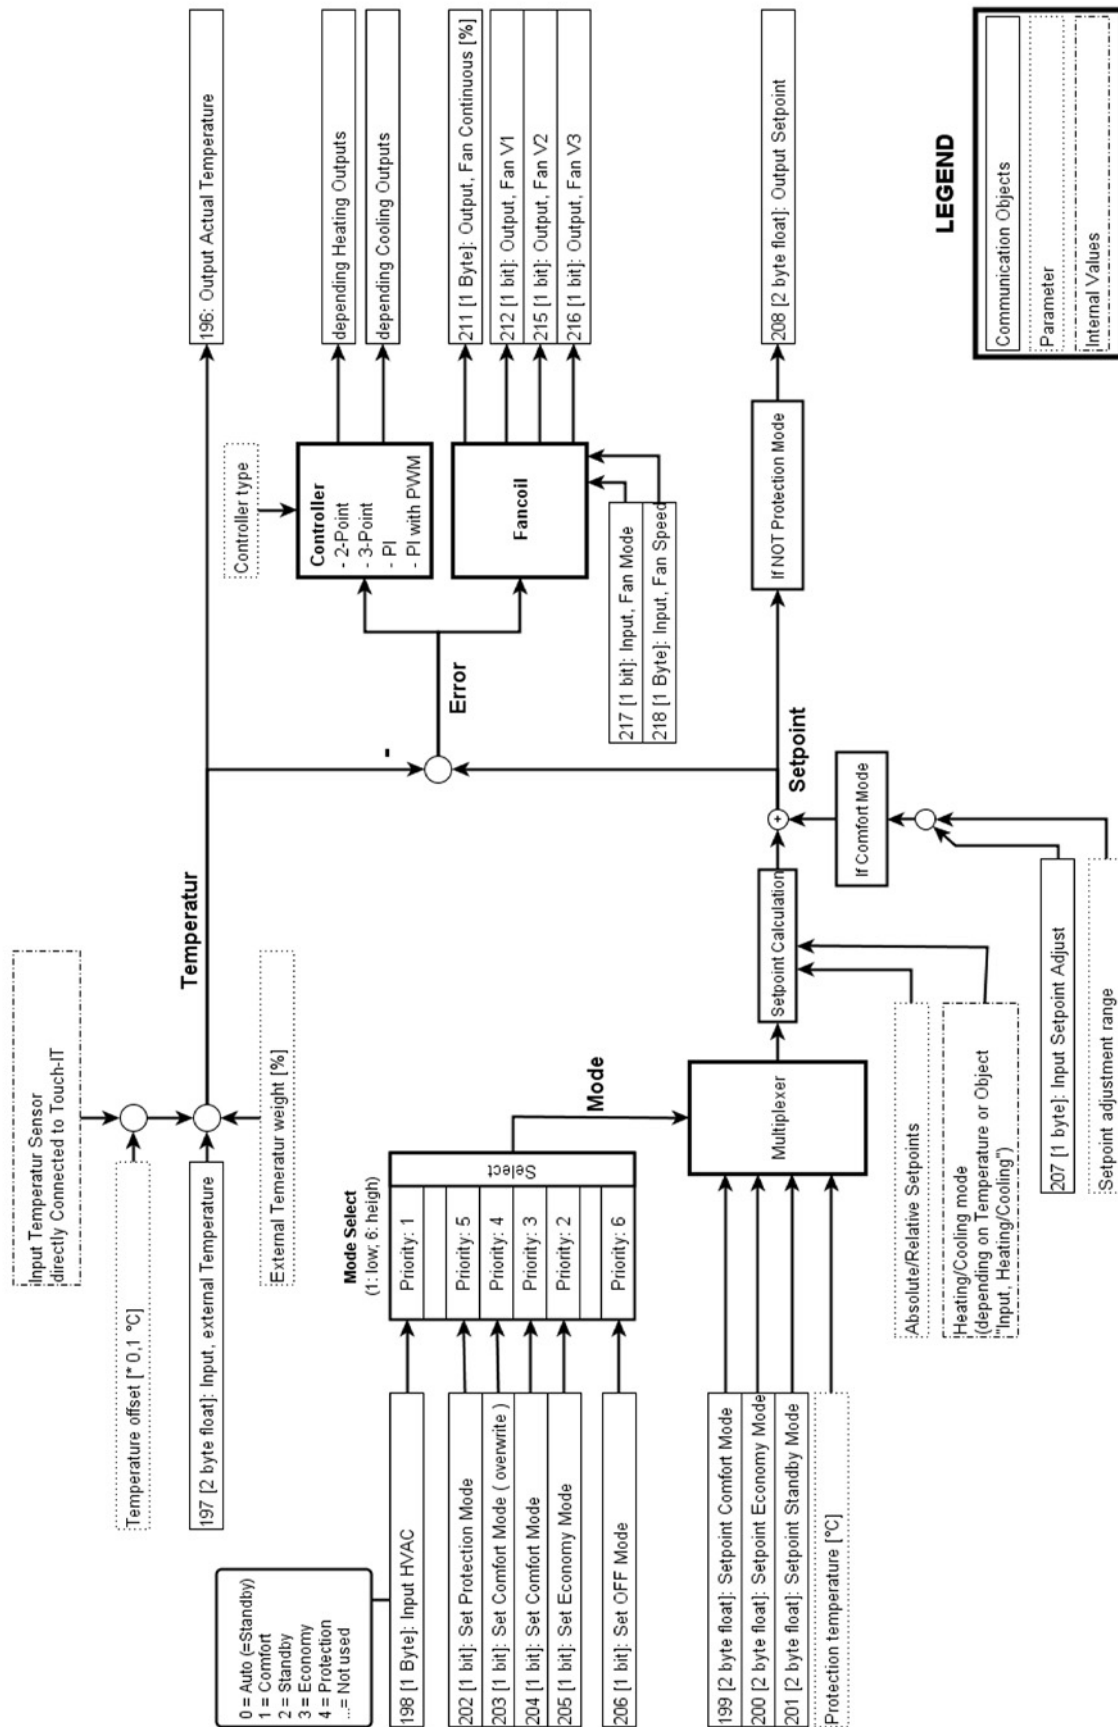 Input Temperatur Sensor
directly Connected to Touch-IT
Temperature offset [* 0,1 °C]
197 [2 byte float]: Input, external Temperature
External Temerature weight [%]
Temperatur
196: Output Actual Temperature
0 = Auto (=Standby)
1 = Comfort
2 = Standby
3 = Economy
4 = Protection
...= Not used
198 [1 Byte]: Input HVAC
202 [1 bit]: Set Protection Mode
203 [1 bit]: Set Comfort Mode ( overwrite )
204 [1 bit]: Set Comfort Mode
205 [1 bit]: Set Economy Mode
206 [1 bit]: Set OFF Mode
Mode Select
(1: low; 6: heigh)
Priority: 1
Priority: 5
Priority: 4
Priority: 3
Priority: 2
Priority: 6
Select
Mode
199 [2 byte float]: Setpoint Comfort Mode
200 [2 byte float]: Setpoint Economy Mode
201 [2 byte float]: Setpoint Standby Mode
Protection temperature [°C]
Multiplexer
Setpoint Calculation
Absolute/Relative Setpoints
Heating/Cooling mode
(depending on Temperature or Object
"Input, Heating/Cooling")
207 [1 byte]: Input Setpoint Adjust
Setpoint adjustment range
If Comfort Mode
+
Setpoint
-
Error
Controller type
Controller
- 2-Point
- 3-Point
- PI
- PI with PWM
depending Heating Outputs
depending Cooling Outputs
Fancoil
211 [1 Byte]: Output, Fan Continuous [%]
212 [1 bit]: Output, Fan V1
215 [1 bit]: Output, Fan V2
216 [1 bit]: Output, Fan V3
217 [1 bit]: Input, Fan Mode
218 [1 Byte]: Input, Fan Speed
If NOT Protection Mode
208 [2 byte float]: Output Setpoint
LEGEND
Communication Objects
Parameter
Internal Values